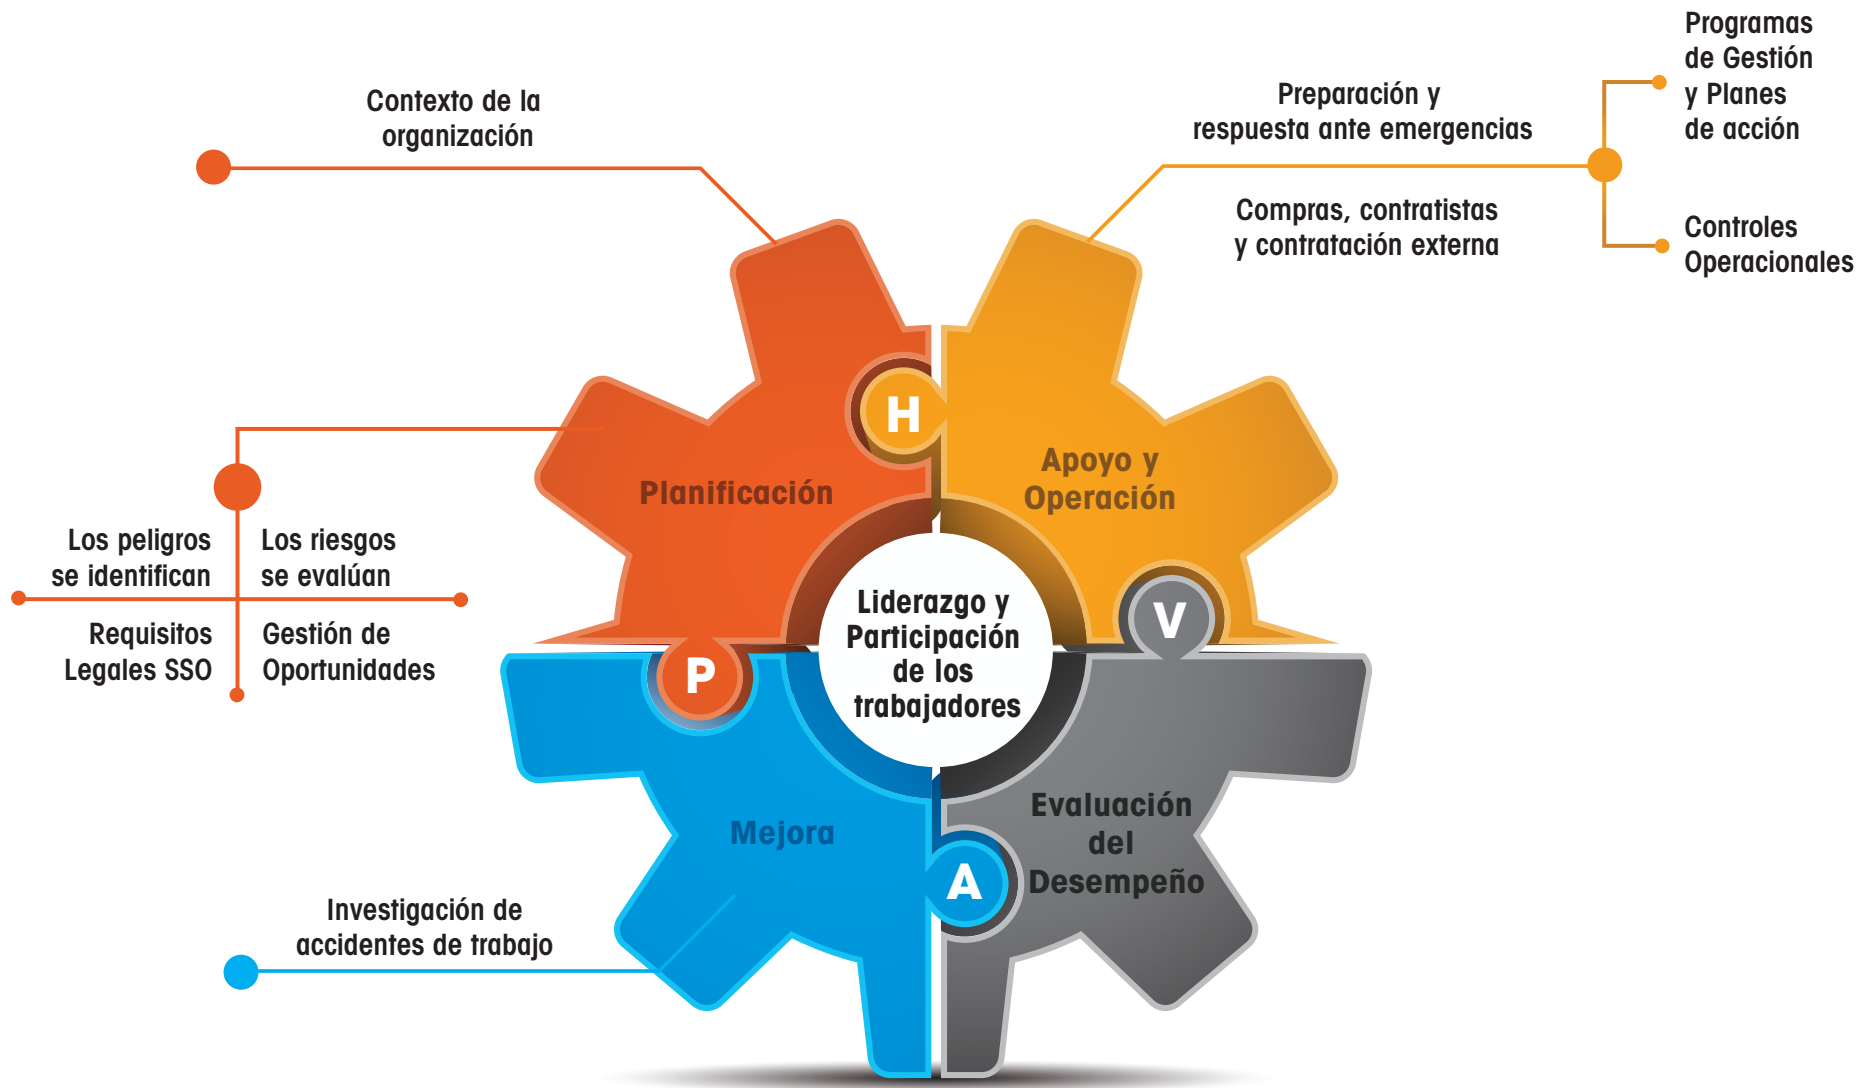 Contexto de la
organización
Preparación y
respuesta ante emergencias
Compras, contratistas
y contratación externa
Programas
de Gestión
y Planes
de acción
Controles
Operacionales
H
Planificación
Apoyo y
Operación
Los peligros
se identifican
Los riesgos
se evalúan
Requisitos
Legales SSO
Gestión de
Oportunidades
P
Liderazgo y
Participación
de los
trabajadores
V
Mejora
Evaluación
del
Desempeño
A
Investigación de
accidentes de trabajo